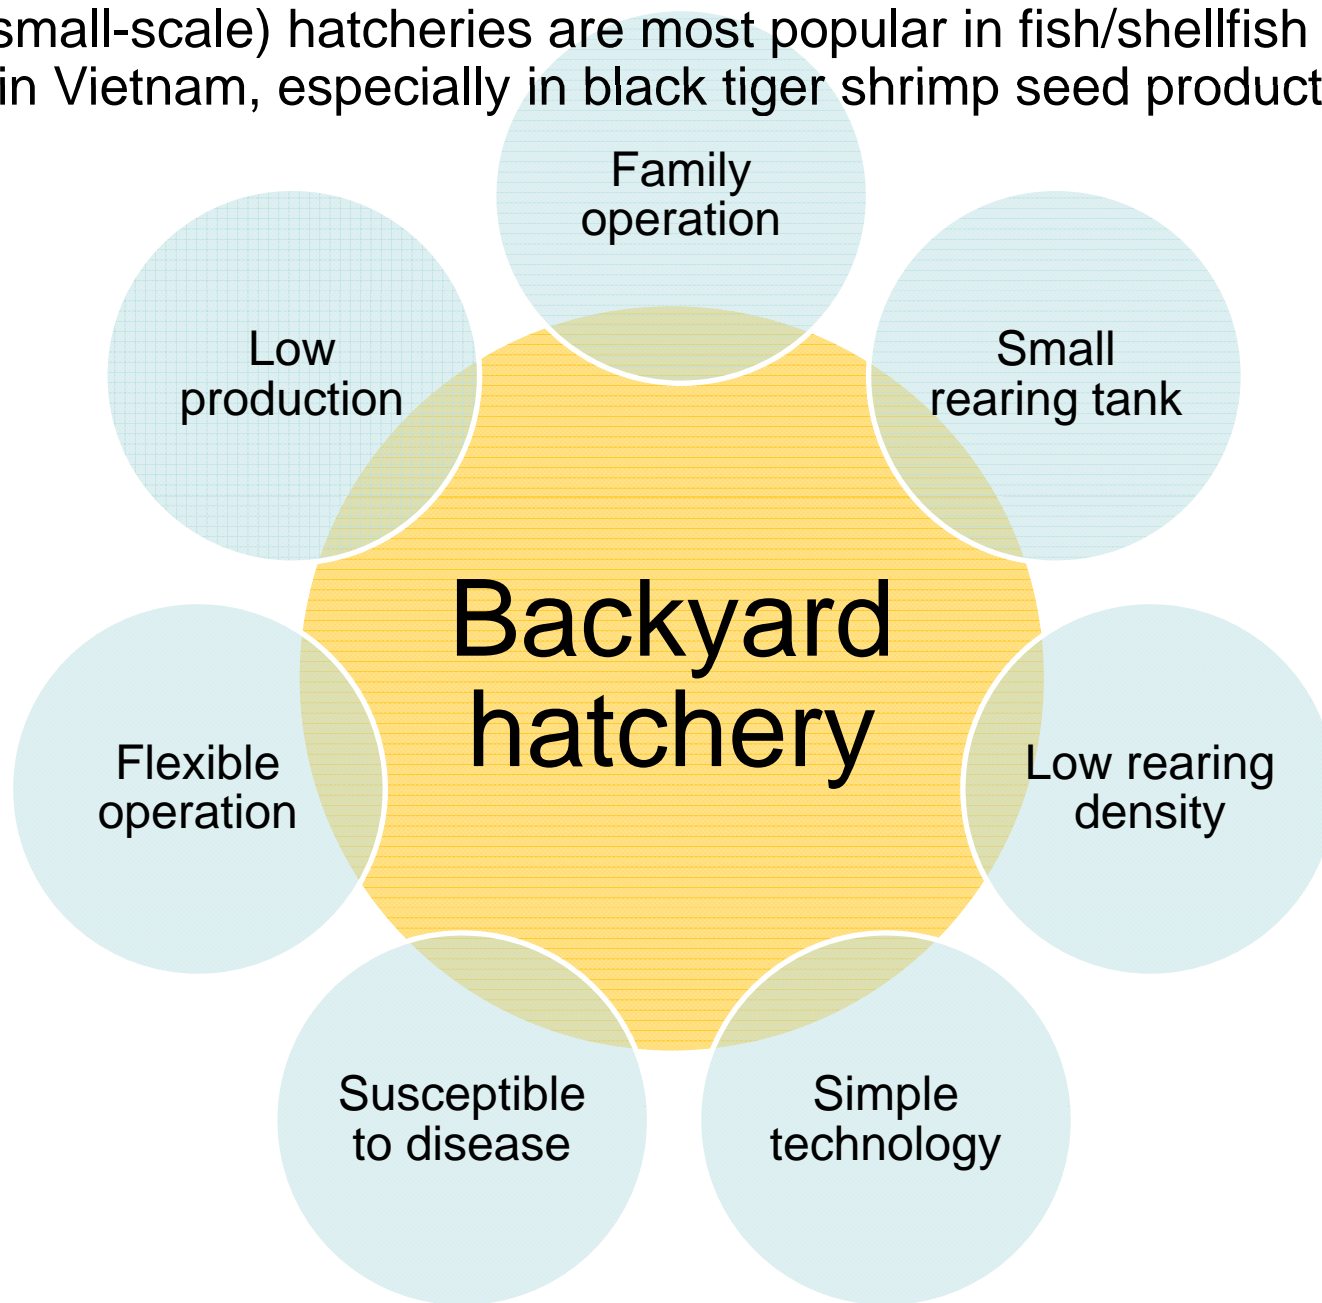 small-scale) hatcheries are most popular in fish/shellfish
in Vietnam, especially in black tiger shrimp seed product
Family
operation
Low
production
Small
rearing tank
Backyard
hatchery
Flexible
operation
Low rearing
density
Susceptible
to disease
Simple
technology